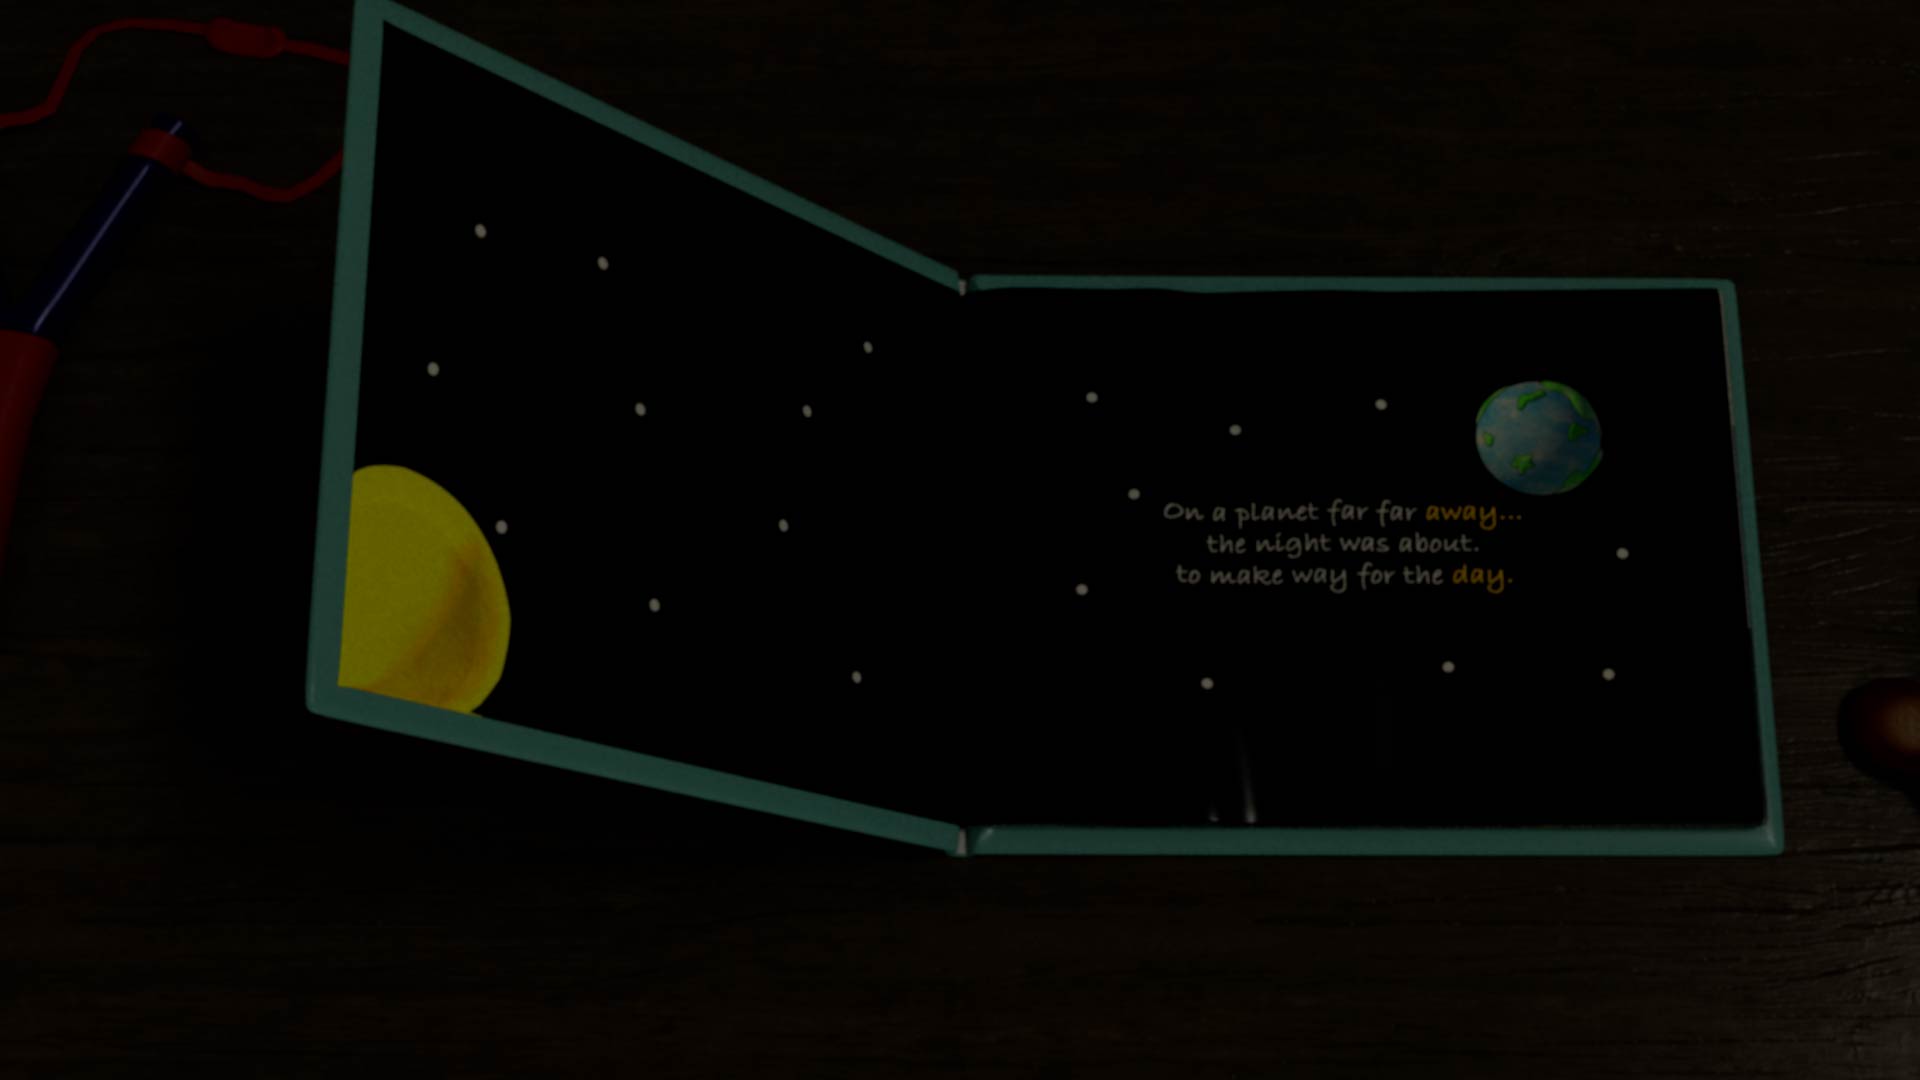 On a planet far far away...
the night was about.
to make way for the day.